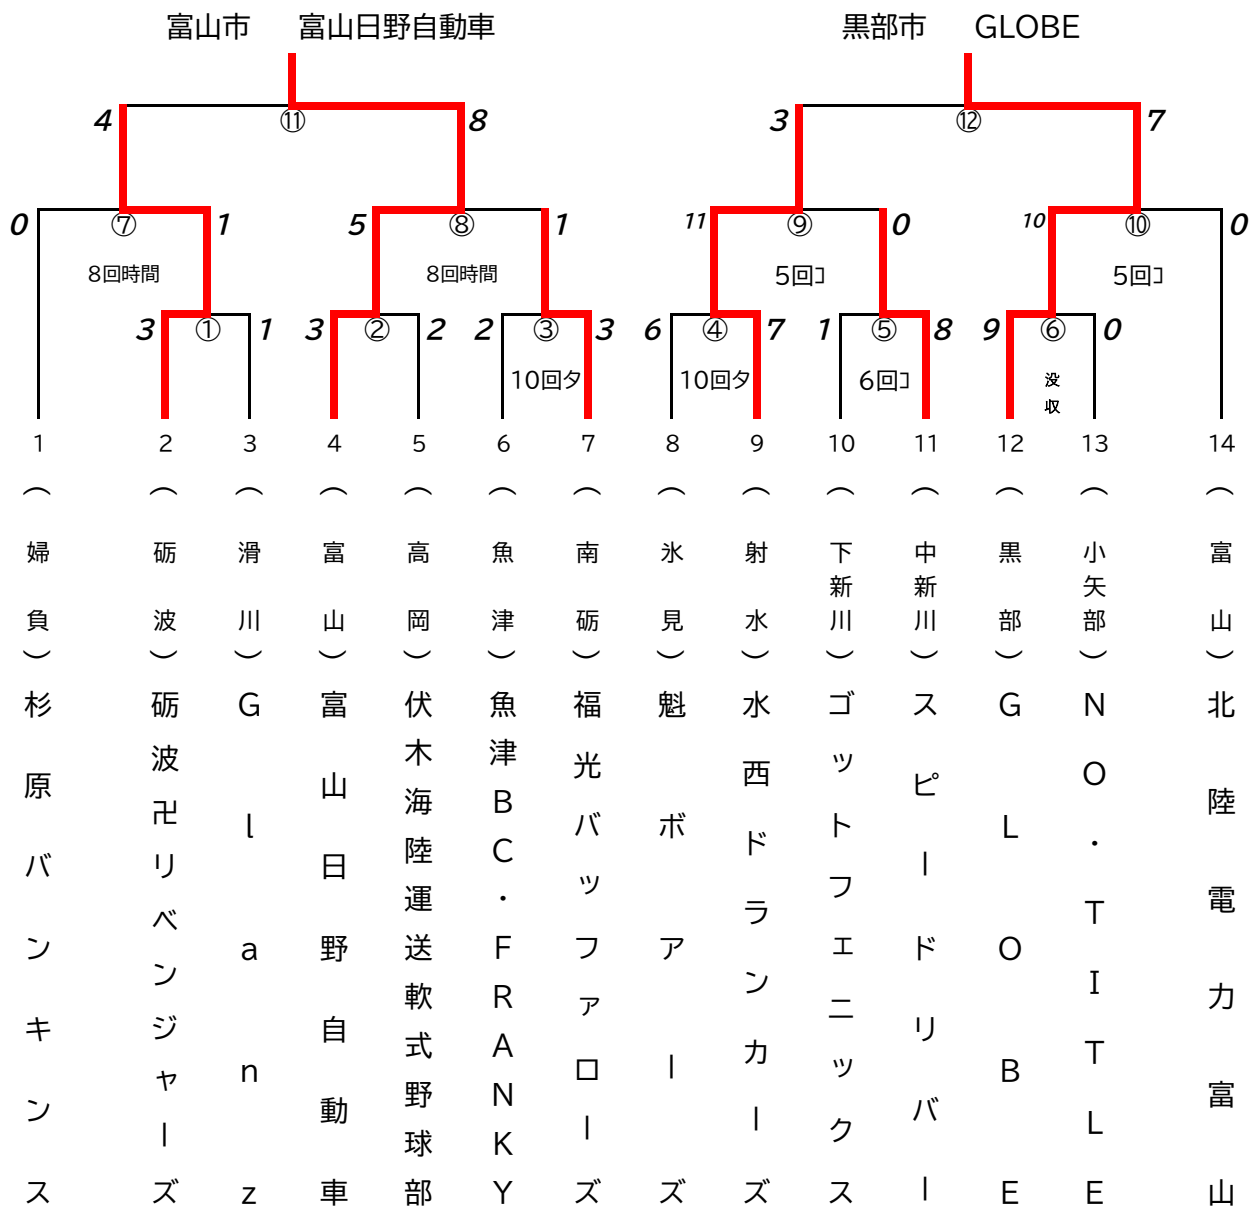 富山市 富山日野自動車 黒部市 GLOBE
4 ⑪ 8 3 ⑫ 7
0 ⑦ 1 5 ⑧ 1 11 ⑨ 0 10 ⑩ 0
8回時間 8回時間 5回コ 5回コ
3 ① 1 3 ② 2 2 ③ 3 6 ④ 7 1 ⑤ 8 9 ⑥ 0
10回タ 10回タ 6回コ 没収
1 2 3 4 5 6 7 8 9 10 11 12 13 14
(婦負)杉原バンキンス
(砺波)砺波卍リベンジャーズ
(滑川)Glanz
(富山)富山日野自動車
(高岡)伏木海陸運送軟式野球部
(魚津)魚津BC・FRANKY
(南砺)福光バッファローズ
(氷見)魁ボアーズ
(射水)水西ドランカーズ
(下新川)ゴットフェニックス
(中新川)スピードリバー
(黒部)GLOBE
(小矢部)NO・TITLE
(富山)北陸電力富山